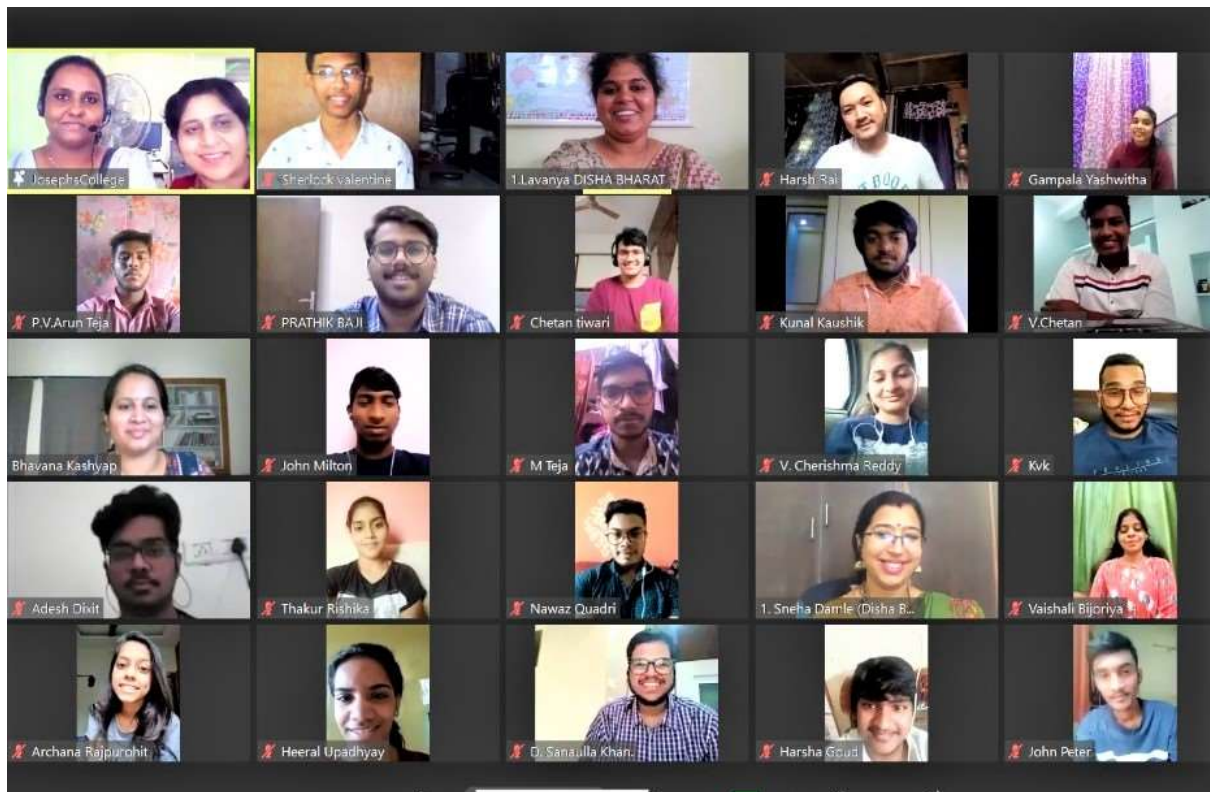 JosephsCollege
Sherlock valentine
1.Lavanya DISHA BHARAT
Harsh Rai
Gampala Yashwitha
P.V.Arun Teja
PRATHIK BAJI
Chetan tiwari
Kunal Kaushik
V.Chetan
Bhavana Kashyap
John Milton
M Teja
V. Cherishma Reddy
Kvk
Adesh Dixit
Thakur Rishika
Nawaz Quadri
1. Sneha Damle (Disha B...
Vaishali Bijoriya
Archana Rajpurohit
Heeral Upadhyay
D. Sanaulla Khan.
Harsha Goud
John Peter